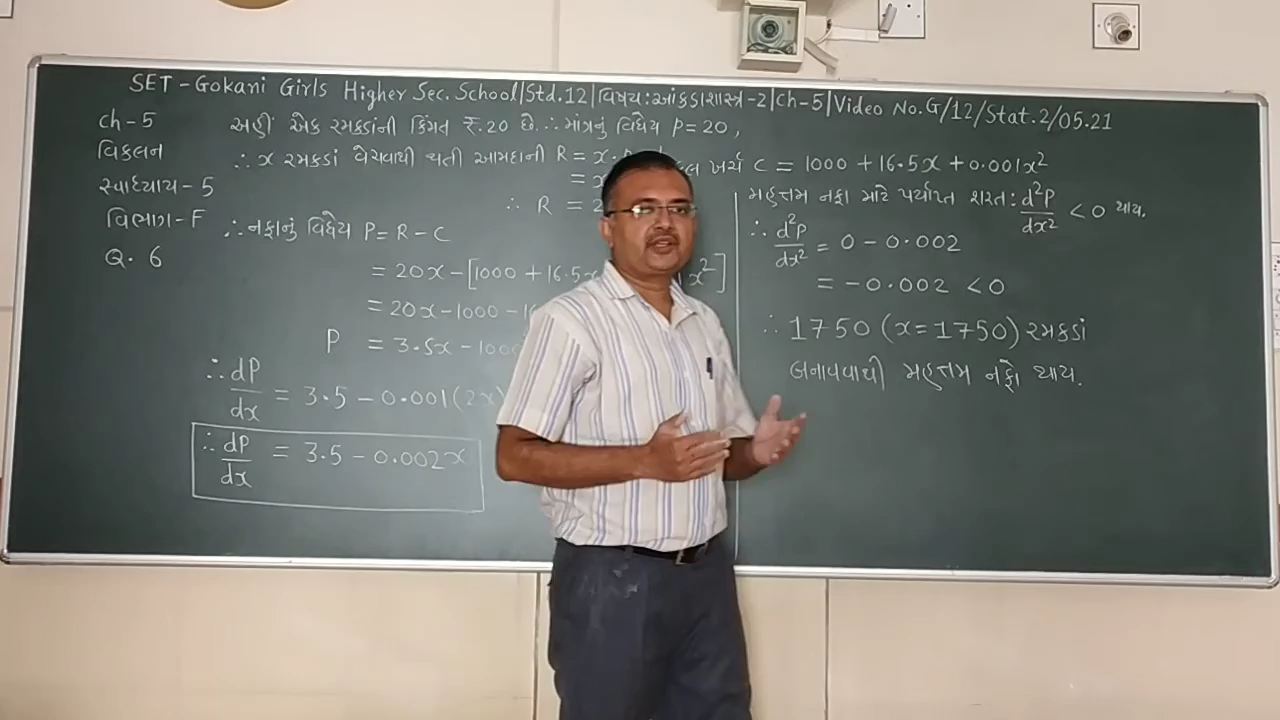 SET - Gokani Girls Higher Sec. School|Std.12|વિષય:આંકડાશાસ્ત્ર-2|Ch-5|Video No.G/12/Stat.2/05.21
Ch-5
વિકલન
સ્વાધ્યાય-5
વિભાગ-F
Q. 6
અહીં એક રમકડાંની કિંમત ₹.20 છે. ∴ માંગનું વિધેય P=20,
∴ x રમકડાં વેચવાથી થતી આમદાની R = x.
ખર્ચ C = 1000 + 16.5x + 0.001x²
= x
∴ R = 2
∴ નફાનું વિધેય P= R - C
= 20x - [1000 + 16.5x x²]
= 20x - 1000 - 1
P = 3.5x - 100
∴ dP/dx = 3.5 - 0.001(2x)
∴ dP/dx = 3.5 - 0.002x
મહત્તમ નફા માટે પર્યાપ્ત શરત: d²P/dx² < 0 થાય.
∴ d²P/dx² = 0 - 0.002
= -0.002 < 0
∴ 1750 (x=1750) રમકડાં
બનાવવાથી મહત્તમ નફો થાય.